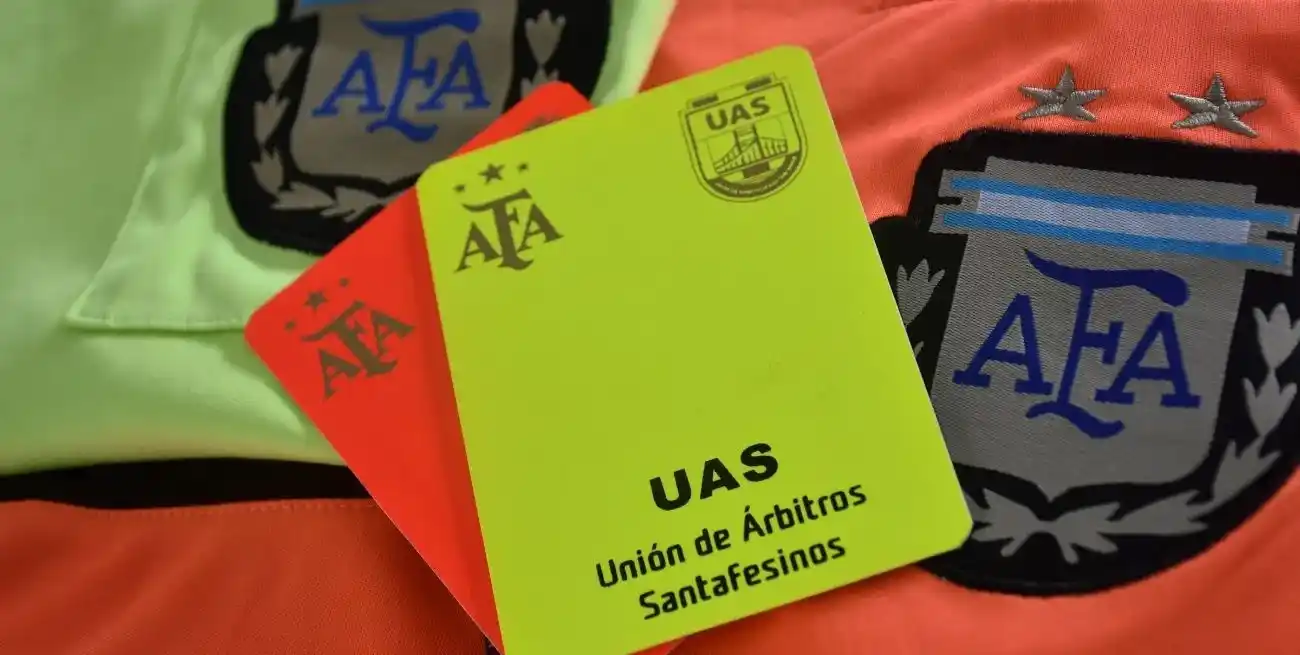 AFA
AFA
UAS
AFA
AFA
UAS
Unión de Árbitros
Santafesinos